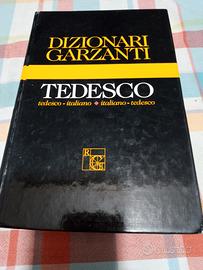 DIZIONARI
GARZANTI
TEDESCO
tedesco - italiano ◆ italiano - tedesco